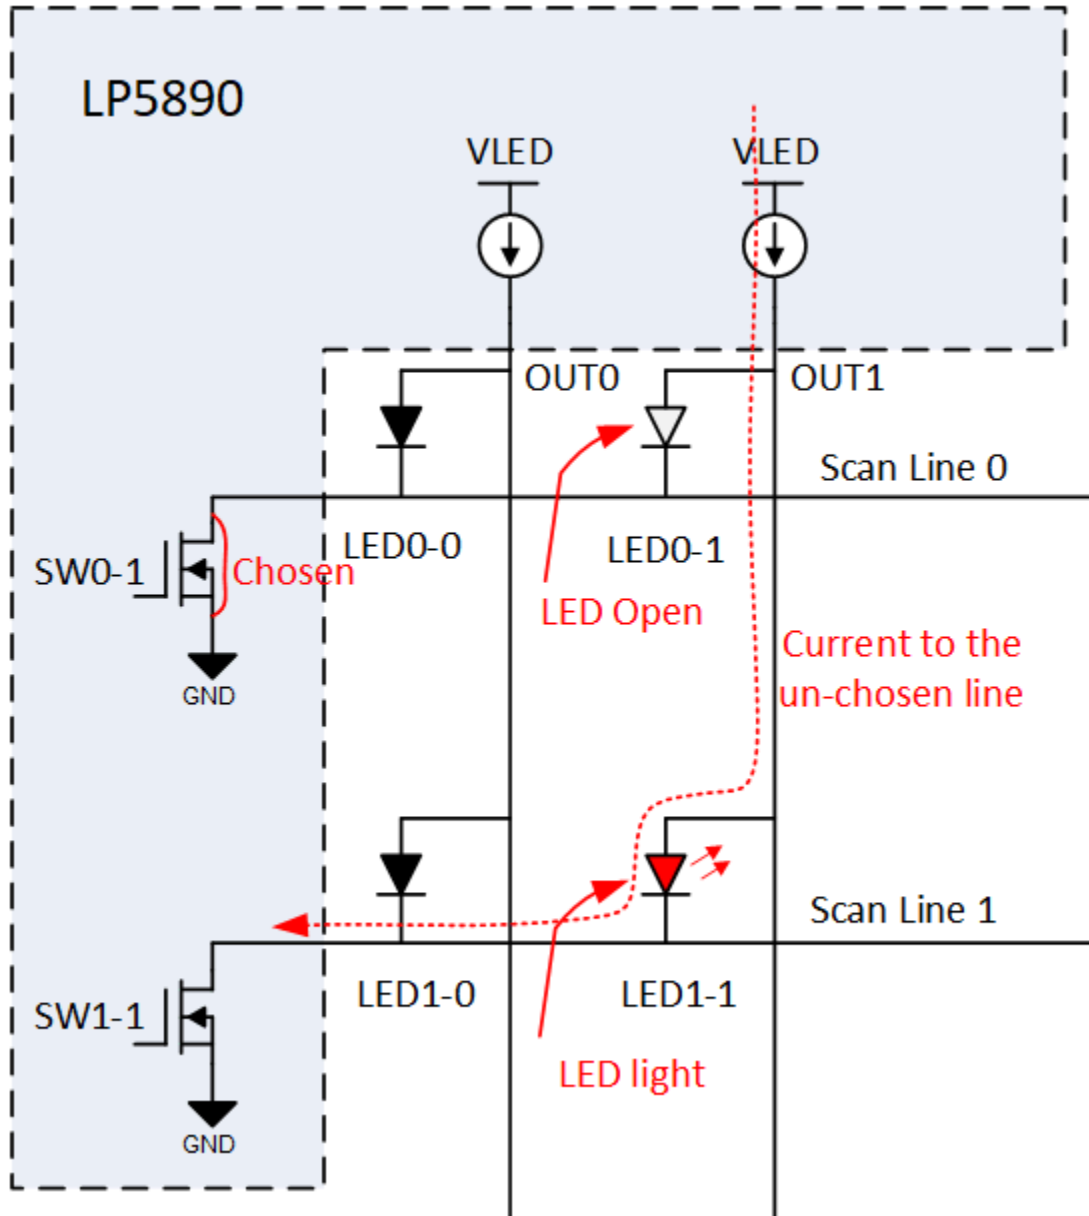 LP5890
VLED
VLED
OUT0
OUT1
Scan Line 0
LED0-0
LED0-1
SW0-1
Chosen
LED Open
GND
Current to the
un-chosen line
Scan Line 1
LED1-0
LED1-1
SW1-1
LED light
GND